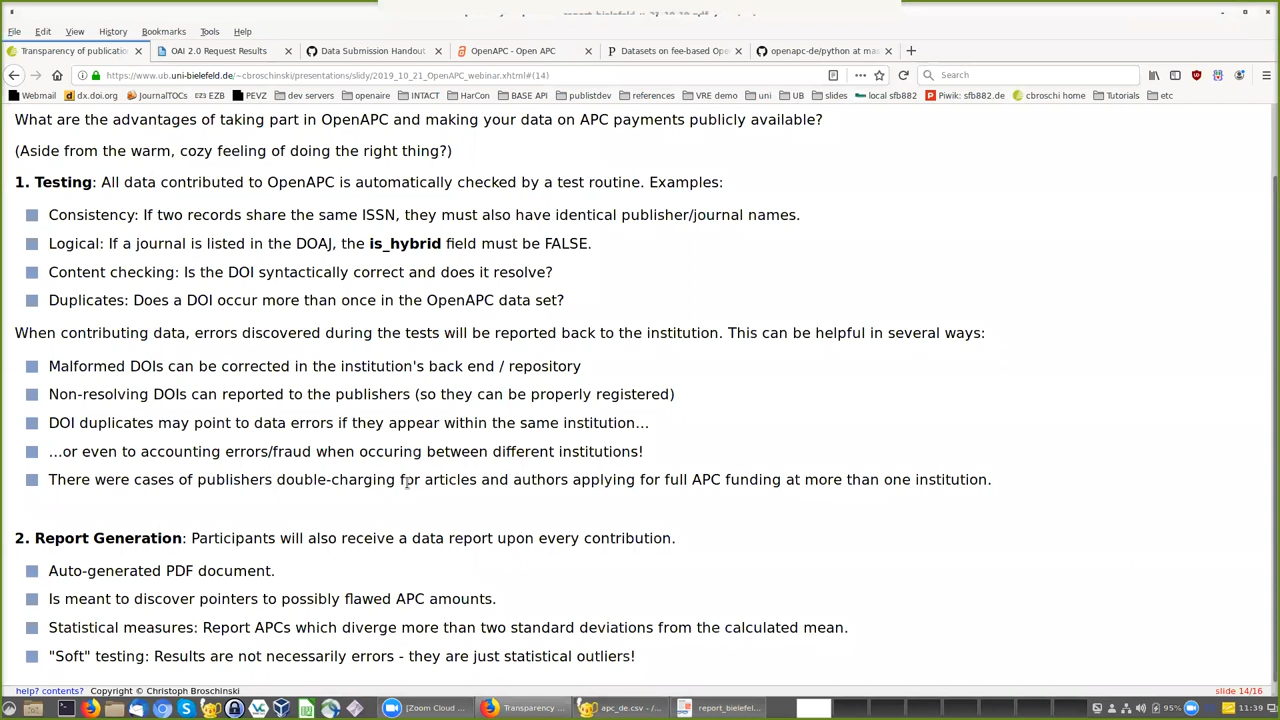 File Edit View History Bookmarks Tools Help
Transparency of publicatio OAI 2.0 Request Results Data Submission Handout OpenAPC - Open APC Datasets on fee-based Ope openapc-de/python at mas
https://www.ub.uni-bielefeld.de/~cbroschinski/presentations/slidy/2019_10_21_OpenAPC_webinar.xhtml#(14) Search
Webmail dx.doi.org JournalTOCs EZB PEVZ dev servers openaire INTACT HarCon BASE API publistdev references VRE demo uni UB slides local sfb882 Piwik: sfb882.de cbroschi home Tutorials etc
What are the advantages of taking part in OpenAPC and making your data on APC payments publicly available?
(Aside from the warm, cozy feeling of doing the right thing?)
1. Testing: All data contributed to OpenAPC is automatically checked by a test routine. Examples:
Consistency: If two records share the same ISSN, they must also have identical publisher/journal names.
Logical: If a journal is listed in the DOAJ, the is_hybrid field must be FALSE.
Content checking: Is the DOI syntactically correct and does it resolve?
Duplicates: Does a DOI occur more than once in the OpenAPC data set?
When contributing data, errors discovered during the tests will be reported back to the institution. This can be helpful in several ways:
Malformed DOIs can be corrected in the institution's back end / repository
Non-resolving DOIs can reported to the publishers (so they can be properly registered)
DOI duplicates may point to data errors if they appear within the same institution...
...or even to accounting errors/fraud when occuring between different institutions!
There were cases of publishers double-charging for articles and authors applying for full APC funding at more than one institution.
2. Report Generation: Participants will also receive a data report upon every contribution.
Auto-generated PDF document.
Is meant to discover pointers to possibly flawed APC amounts.
Statistical measures: Report APCs which diverge more than two standard deviations from the calculated mean.
"Soft" testing: Results are not necessarily errors - they are just statistical outliers!
help? contents? Copyright © Christoph Broschinski slide 14/16
[Zoom Cloud ... Transparency ... apc_de.csv - /... report_bielefel... 95% 11:39